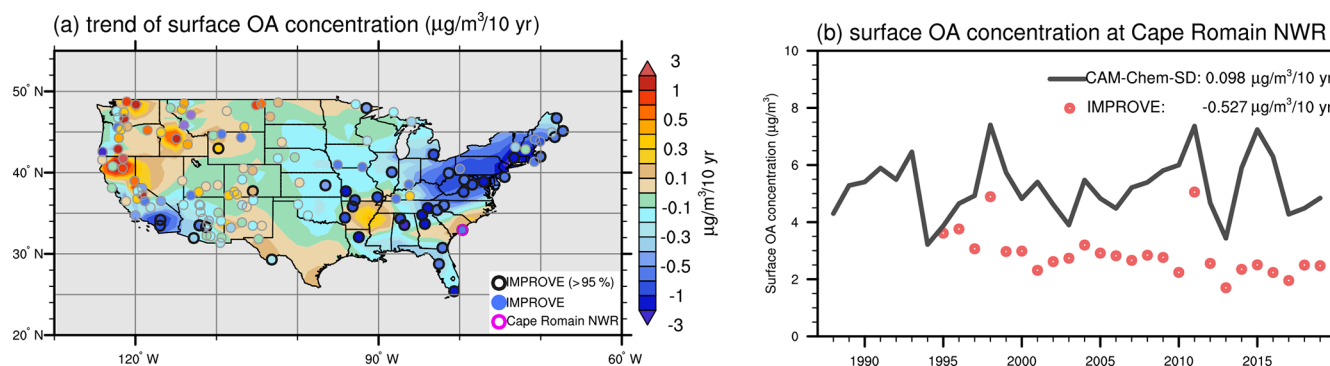 (a) trend of surface OA concentration (μg/m³/10 yr)
50° N
40° N
30° N
20° N
120° W
90° W
60° W
IMPROVE (>95 %)
IMPROVE
Cape Romain NWR
3
1
0.5
0.3
0.1
-0.1
-0.3
-0.5
-1
-3
μg/m³/10 yr
(b) surface OA concentration at Cape Romain NWR
Surface OA concentration (μg/m³)
10
8
6
4
2
0
CAM-Chem-SD: 0.098 μg/m³/10 yr
IMPROVE: -0.527 μg/m³/10 yr
1990
1995
2000
2005
2010
2015